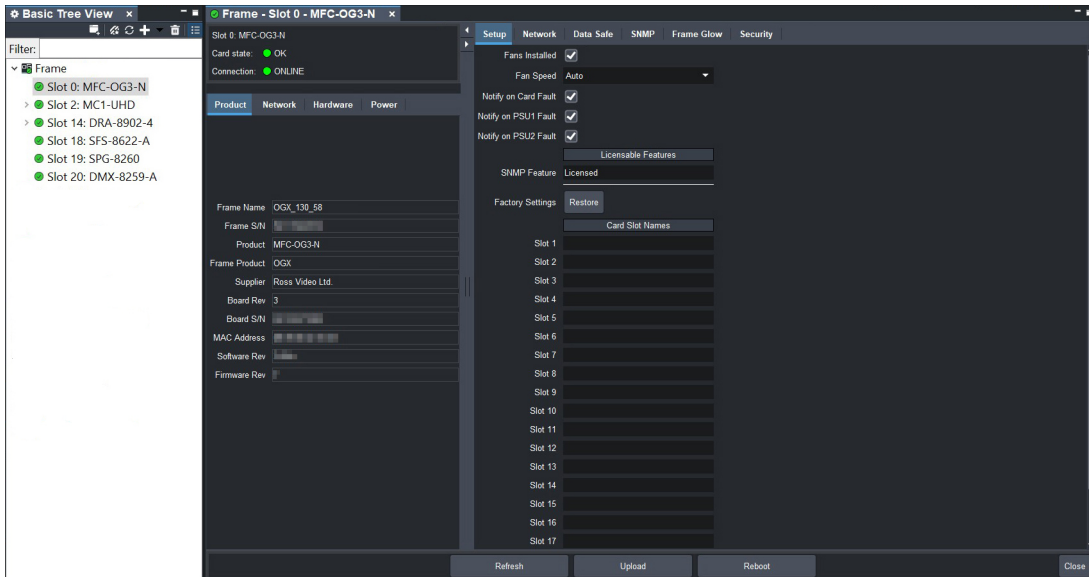 Basic Tree View
Filter:
Frame
Slot 0: MFC-OG3-N
Slot 2: MC1-UHD
Slot 14: DRA-8902-4
Slot 18: SFS-8622-A
Slot 19: SPG-8260
Slot 20: DMX-8259-A
Frame - Slot 0 - MFC-OG3-N
Slot 0: MFC-OG3-N
Card state: OK
Connection: ONLINE
Product Network Hardware Power
Frame Name OGX_130_58
Frame S/N
Product MFC-OG3-N
Frame Product OGX
Supplier Ross Video Ltd.
Board Rev 3
Board S/N
MAC Address
Software Rev
Firmware Rev
Setup Network Data Safe SNMP Frame Glow Security
Fans Installed
Fan Speed Auto
Notify on Card Fault
Notify on PSU1 Fault
Notify on PSU2 Fault
Licensable Features
SNMP Feature Licensed
Factory Settings Restore
Card Slot Names
Slot 1
Slot 2
Slot 3
Slot 4
Slot 5
Slot 6
Slot 7
Slot 8
Slot 9
Slot 10
Slot 11
Slot 12
Slot 13
Slot 14
Slot 15
Slot 16
Slot 17
Refresh Upload Reboot Close